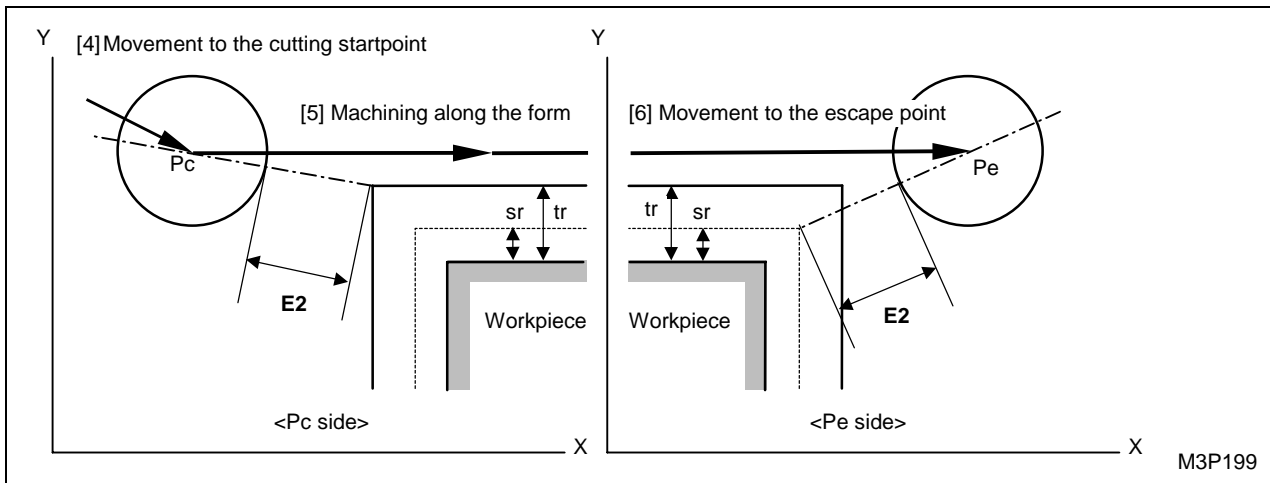 Y
[4] Movement to the cutting startpoint
Y
[5] Machining along the form
[6] Movement to the escape point
Pc
Pe
sr
tr
tr
sr
E2
E2
Workpiece
Workpiece
<Pc side>
<Pe side>
X
X
M3P199